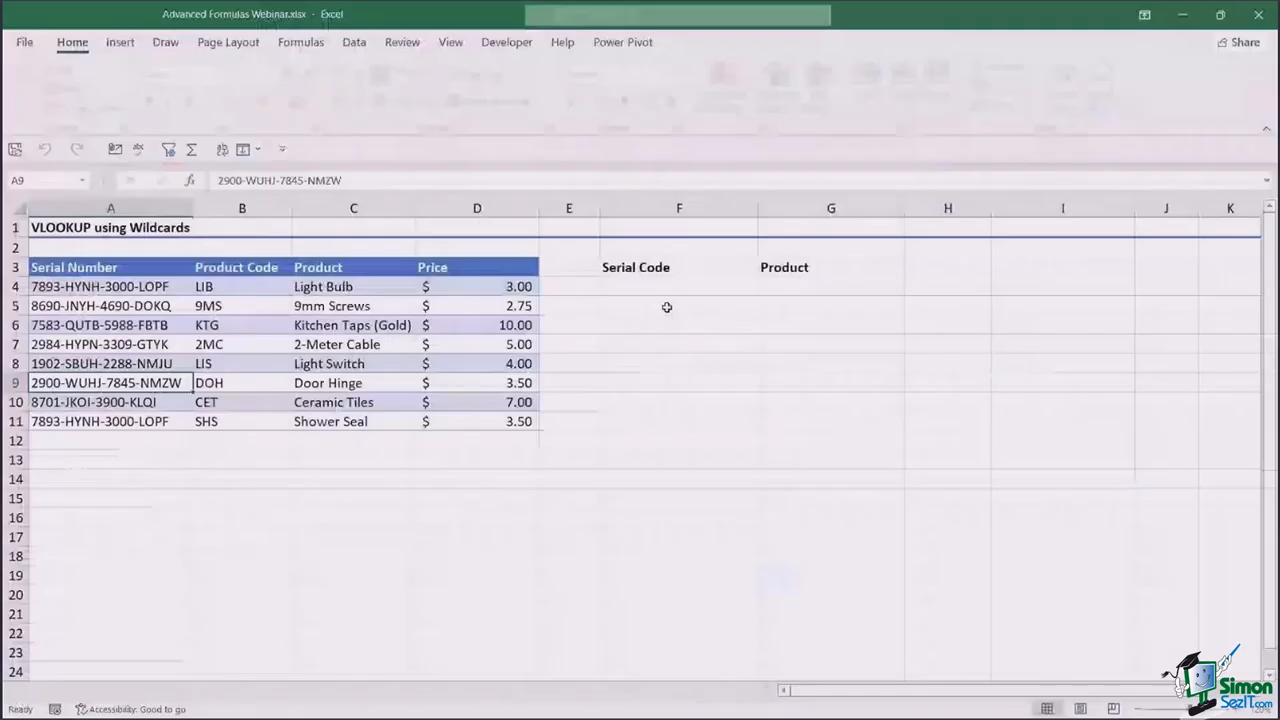 Advanced Formulas Webinar.xlsx - Excel
File Home Insert Draw Page Layout Formulas Data Review View Developer Help Power Pivot Share
A9 fx 2900-WUHJ-7845-NMZW
A B C D E F G H I J K
1 VLOOKUP using Wildcards
2
3 Serial Number Product Code Product Price Serial Code Product
4 7893-HYNH-3000-LOPF LIB Light Bulb $ 3.00
5 8690-JNYH-4690-DOKQ 9MS 9mm Screws $ 2.75
6 7583-QUTB-5988-FBTB KTG Kitchen Taps (Gold) $ 10.00
7 2984-HYPN-3309-GTYK 2MC 2-Meter Cable $ 5.00
8 1902-SBUH-2288-NMJU LIS Light Switch $ 4.00
9 2900-WUHJ-7845-NMZW DOH Door Hinge $ 3.50
10 8701-JKOI-3900-KLQI CET Ceramic Tiles $ 7.00
11 7893-HYNH-3000-LOPF SHS Shower Seal $ 3.50
12
13
14
15
16
17
18
19
20
21
22
23
24
Simon
SezIT.com
Ready Accessibility: Good to go